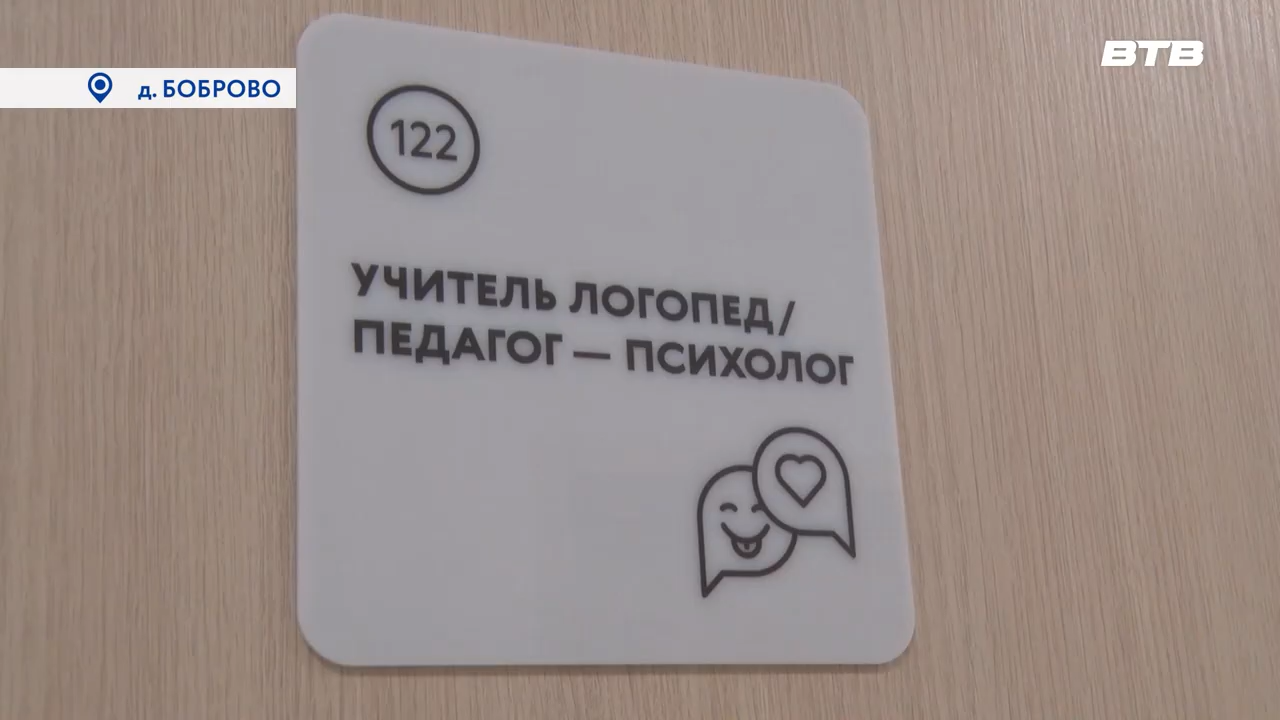 д. БОБРОВО
ВТВ
122
УЧИТЕЛЬ ЛОГОПЕД/
ПЕДАГОГ — ПСИХОЛОГ